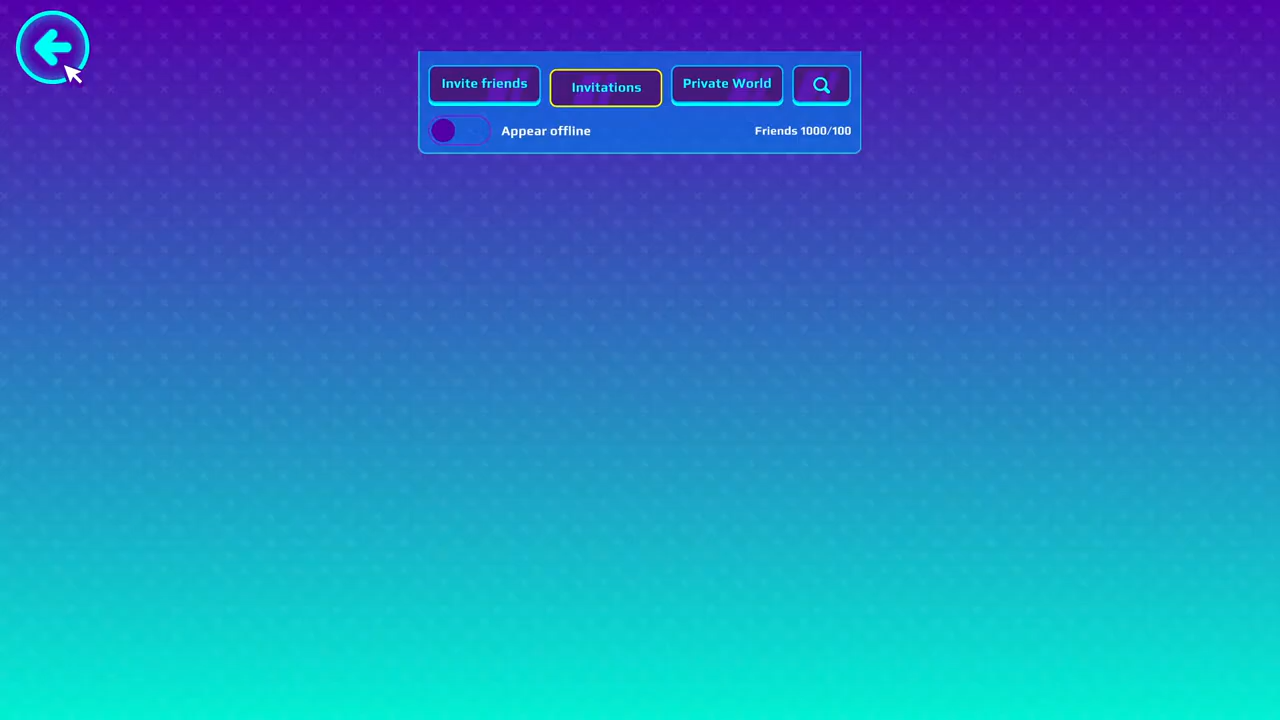 Invite friends
Invitations
Private World
Appear offline
Friends 1000/100